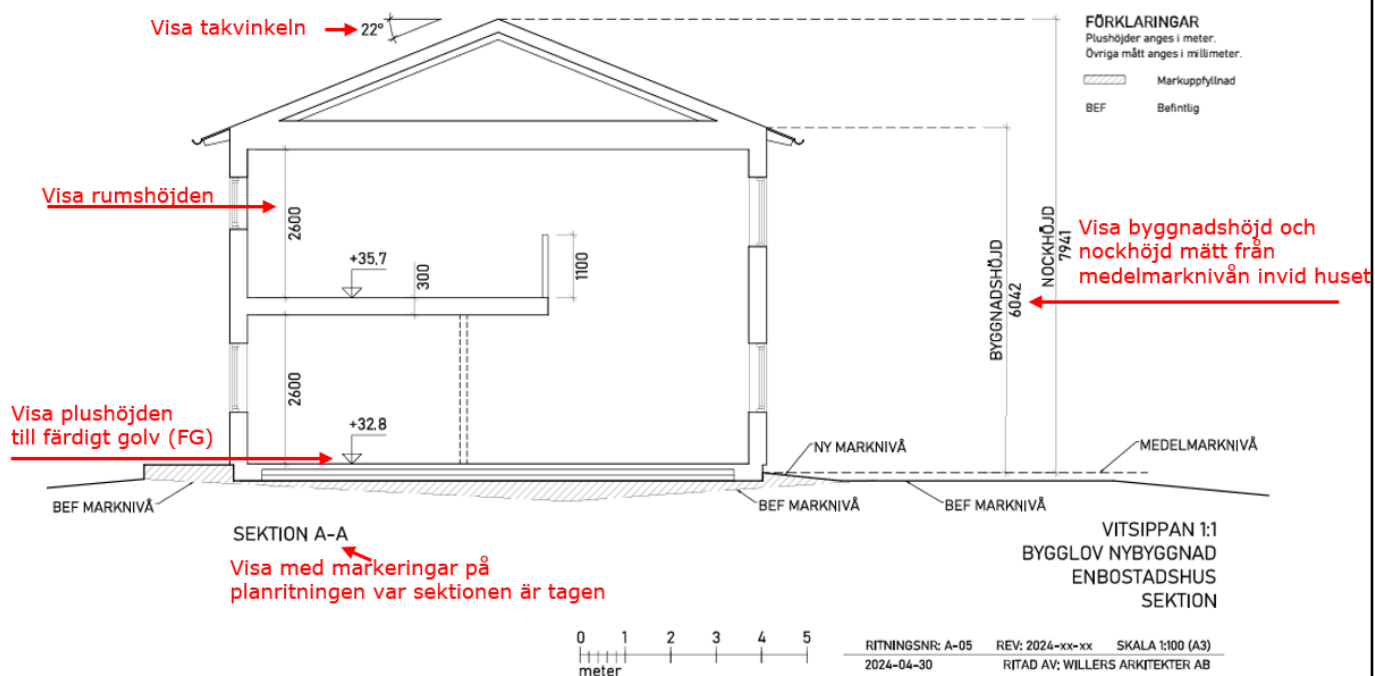 Visa takvinkeln
22°
FÖRKLARINGAR
Plushöjder anges i meter.
Övriga mått anges i millimeter.
Markuppfyllnad
BEF Befintlig
Visa rumshöjden
2600
+35.7
300
1100
BYGGNADSHÖJD
6042
NOCKHÖJD
7941
Visa byggnadshöjd och
nockhöjd mätt från
medelmarknivån invid huset
2600
Visa plushöjden
till färdigt golv (FG)
+32.8
NY MARKNIVÅ
MEDELMARKNIVÅ
BEF MARKNIVÅ
BEF MARKNIVÅ
BEF MARKNIVÅ
SEKTION A-A
Visa med markeringar på
planritningen var sektionen är tagen
VITSIPPAN 1:1
BYGGLOV NYBYGGNAD
ENBOSTADSHUS
SEKTION
0 1 2 3 4 5
meter
RITNINGSNR: A-05 REV: 2024-xx-xx SKALA 1:100 (A3)
2024-04-30 RITAD AV: WILLERS ARKITEKTER AB